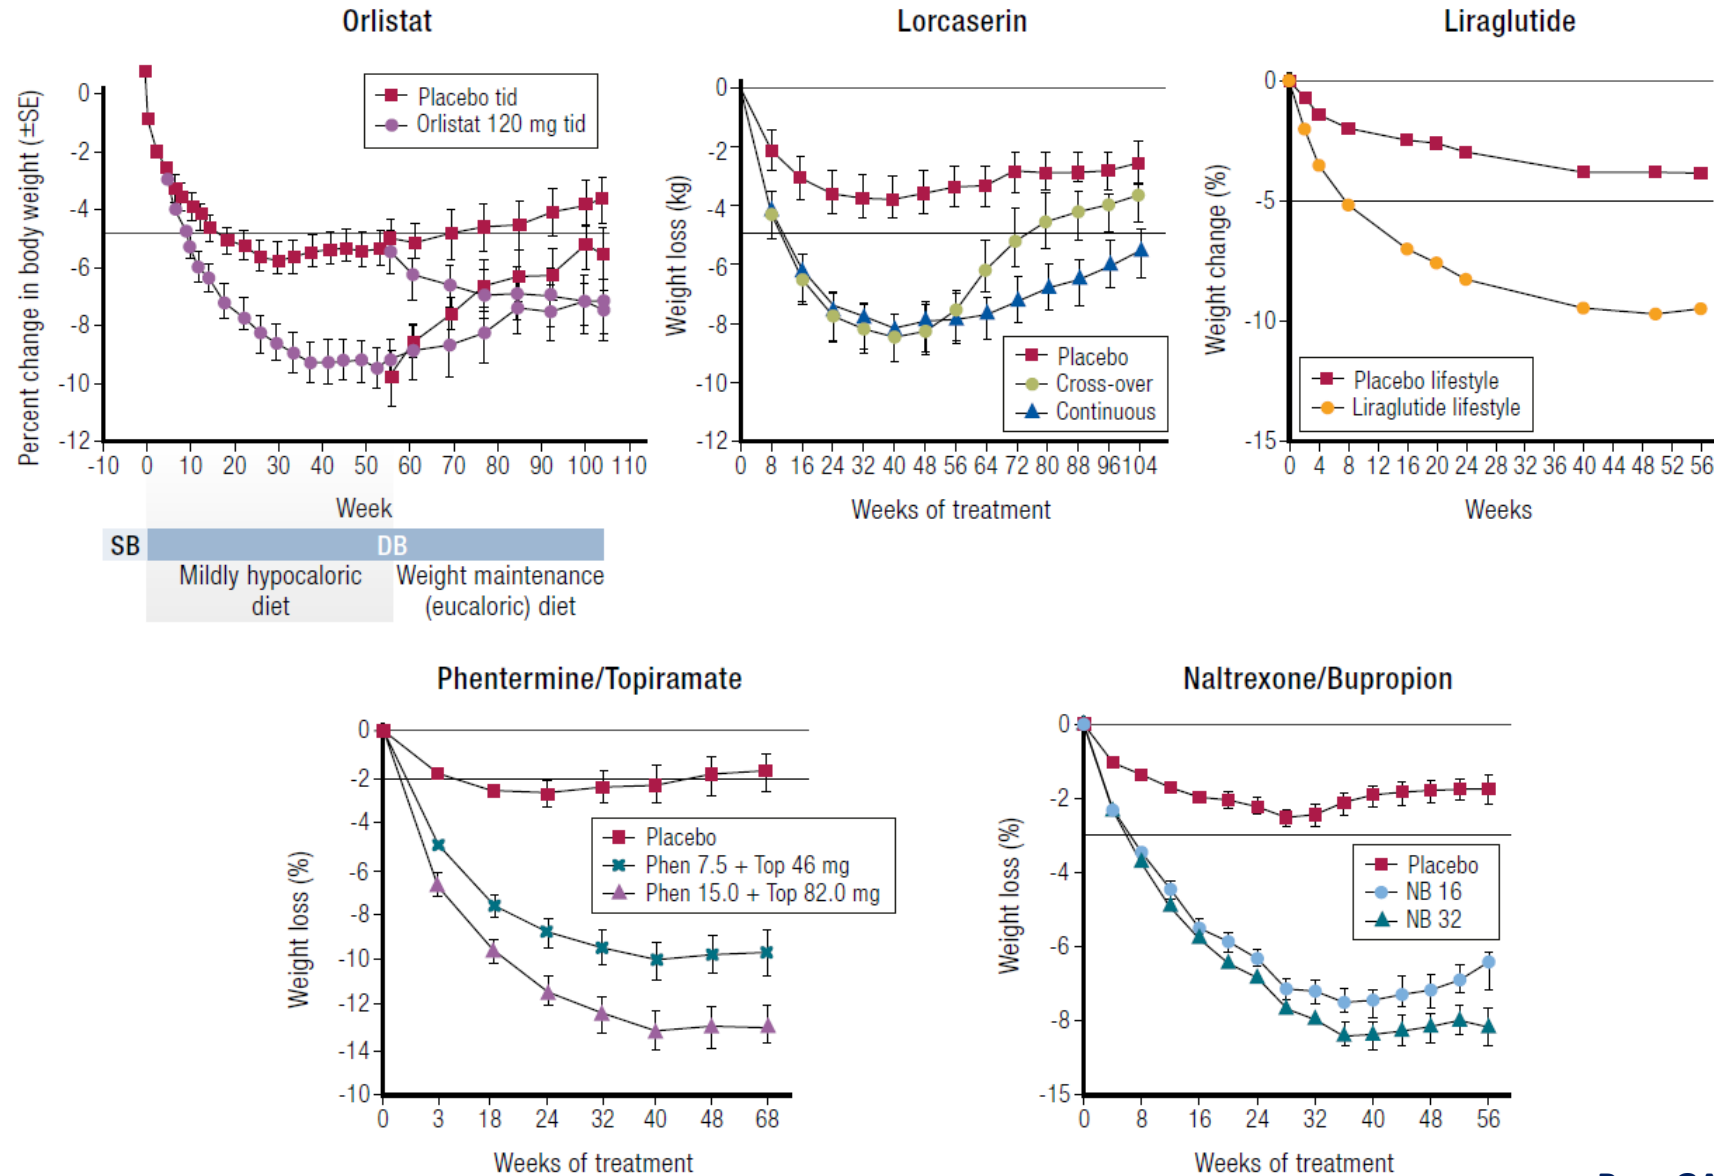 Orlistat
Percent change in body weight (±SE)
0
-2
-4
-6
-8
-10
-12
Placebo tid
Orlistat 120 mg tid
-10 0 10 20 30 40 50 60 70 80 90 100 110
Week
SB DB
Mildly hypocaloric
diet
Weight maintenance
(eucaloric) diet
Lorcaserin
Weight loss (kg)
0
-2
-4
-6
-8
-10
-12
Placebo
Cross-over
Continuous
0 8 16 24 32 40 48 56 64 72 80 88 96 104
Weeks of treatment
Liraglutide
Weight change (%)
0
-5
-10
-15
Placebo lifestyle
Liraglutide lifestyle
0 4 8 12 16 20 24 28 32 36 40 44 48 52 56
Weeks
Phentermine/Topiramate
Weight loss (%)
0
-2
-4
-6
-8
-10
-12
-14
-10
Placebo
Phen 7.5 + Top 46 mg
Phen 15.0 + Top 82.0 mg
0 3 18 24 32 40 48 68
Weeks of treatment
Naltrexone/Bupropion
Weight loss (%)
0
-2
-4
-6
-8
-15
Placebo
NB 16
NB 32
0 8 16 24 32 40 48 56
Weeks of treatment